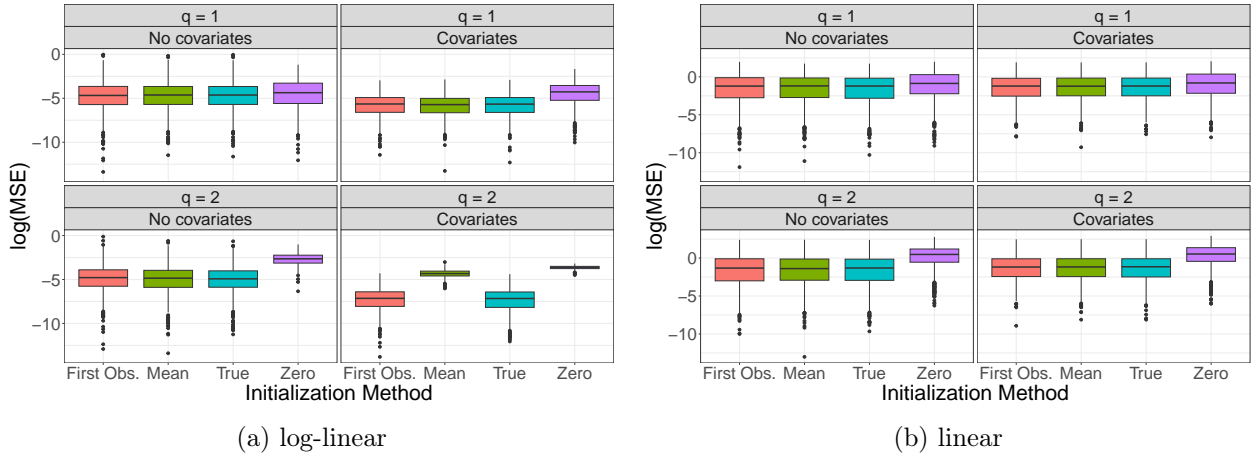 q = 1
No covariates
q = 1
Covariates
q = 2
No covariates
q = 2
Covariates
0
−5
−10
0
−5
−10
log(MSE)
First Obs. Mean True Zero
First Obs. Mean True Zero
Initialization Method
(a) log-linear
q = 1
No covariates
q = 1
Covariates
q = 2
No covariates
q = 2
Covariates
0
−5
−10
0
−5
−10
log(MSE)
First Obs. Mean True Zero
First Obs. Mean True Zero
Initialization Method
(b) linear